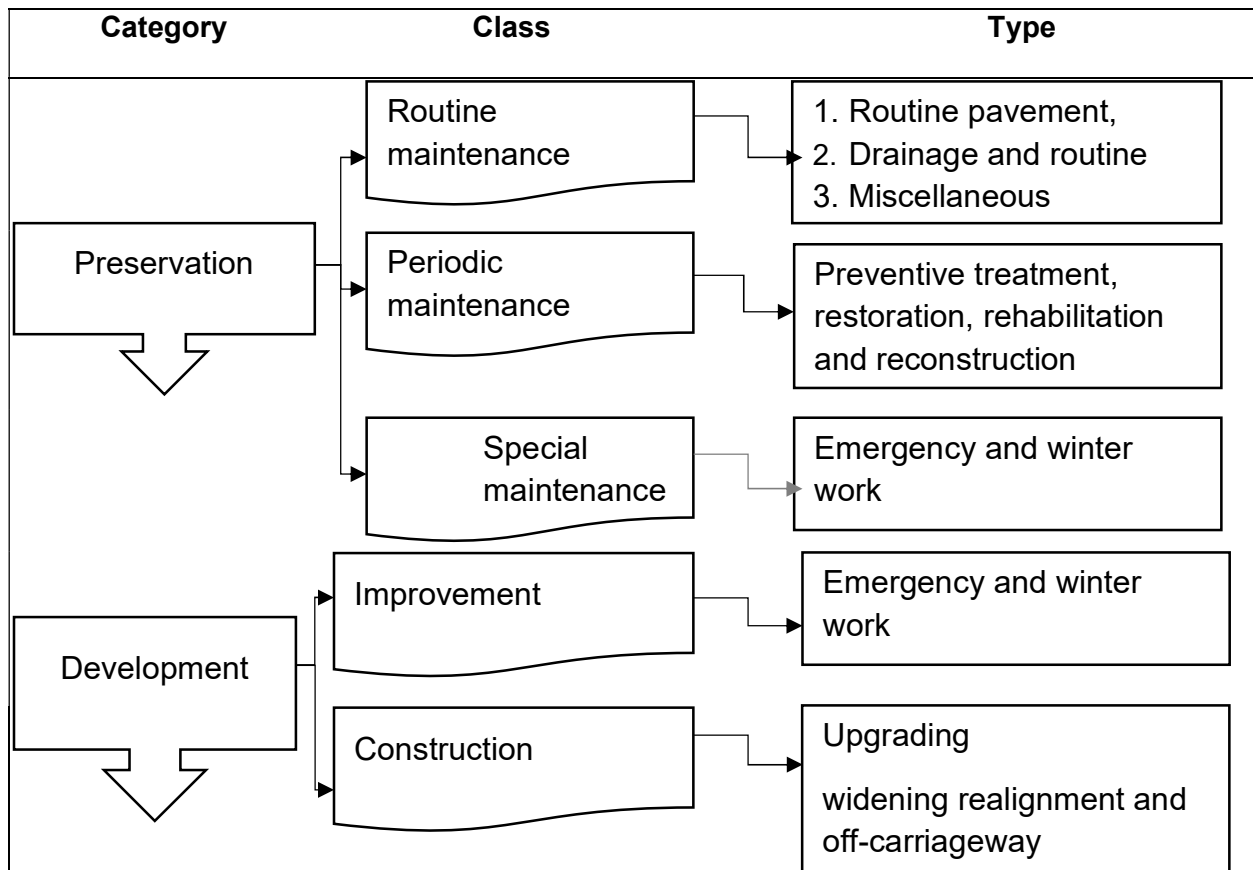 Category Class Type
Routine
maintenance
1. Routine pavement,
2. Drainage and routine
3. Miscellaneous
Preservation
Periodic
maintenance
Preventive treatment,
restoration, rehabilitation
and reconstruction
Special
maintenance
Emergency and winter
work
Development
Improvement
Emergency and winter
work
Construction
Upgrading
widening realignment and
off-carriageway